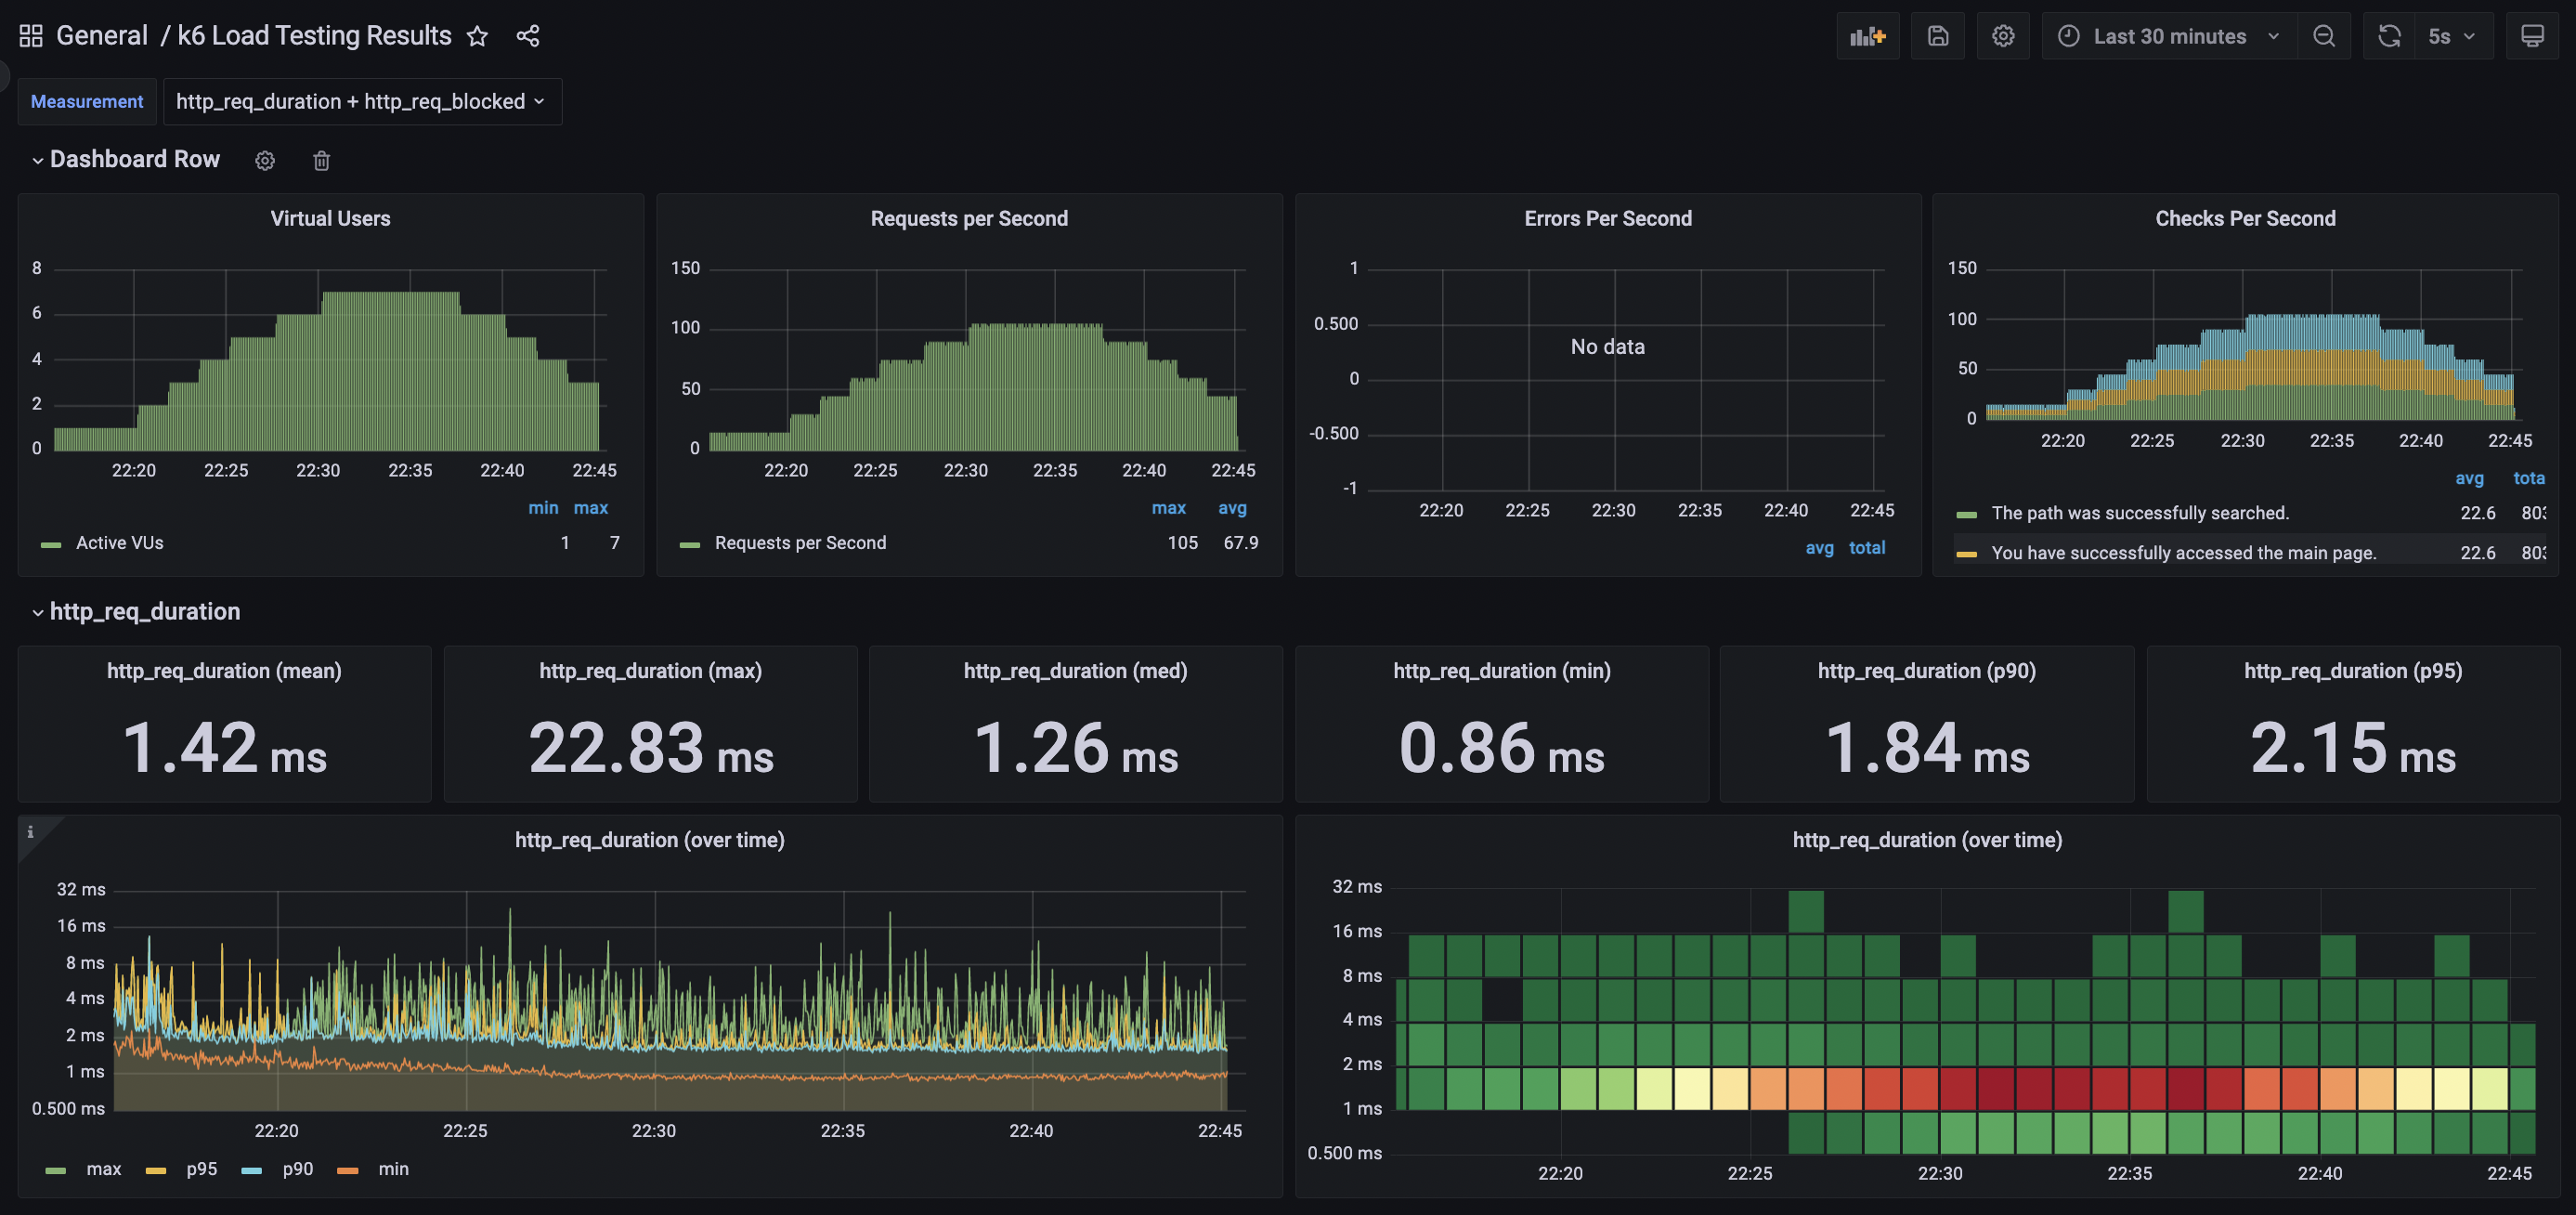 General / k6 Load Testing Results
Last 30 minutes
5s
Measurement
http_req_duration + http_req_blocked
Dashboard Row
Virtual Users
8
6
4
2
0
22:20 22:25 22:30 22:35 22:40 22:45
min max
Active VUs 1 7
Requests per Second
150
100
50
0
22:20 22:25 22:30 22:35 22:40 22:45
max avg
Requests per Second 105 67.9
Errors Per Second
1
0.500
0
-0.500
-1
No data
22:20 22:25 22:30 22:35 22:40 22:45
avg total
Checks Per Second
150
100
50
0
22:20 22:25 22:30 22:35 22:40 22:45
avg tota
The path was successfully searched. 22.6 803
You have successfully accessed the main page. 22.6 803
http_req_duration
http_req_duration (mean)
1.42 ms
http_req_duration (max)
22.83 ms
http_req_duration (med)
1.26 ms
http_req_duration (min)
0.86 ms
http_req_duration (p90)
1.84 ms
http_req_duration (p95)
2.15 ms
i
http_req_duration (over time)
32 ms
16 ms
8 ms
4 ms
2 ms
1 ms
0.500 ms
22:20 22:25 22:30 22:35 22:40 22:45
max p95 p90 min
http_req_duration (over time)
32 ms
16 ms
8 ms
4 ms
2 ms
1 ms
0.500 ms
22:20 22:25 22:30 22:35 22:40 22:45